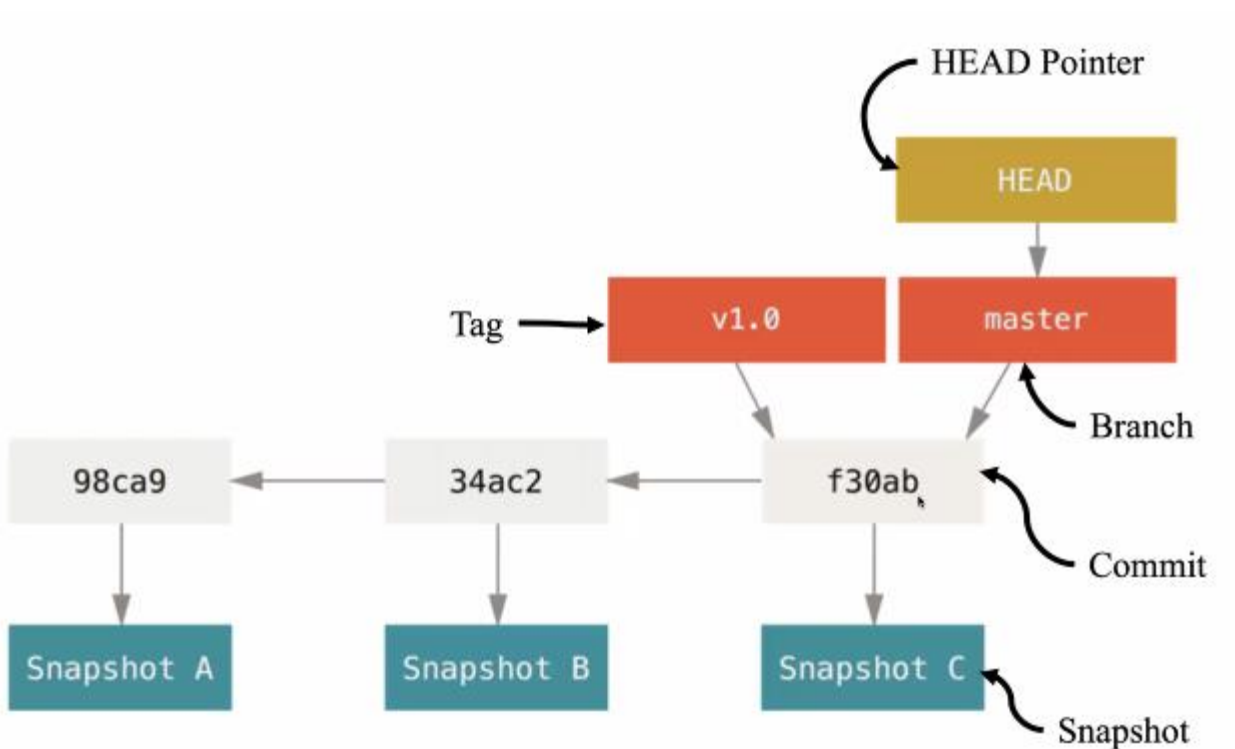 HEAD Pointer
HEAD
Tag
v1.0
master
Branch
98ca9
34ac2
f30ab
Commit
Snapshot A
Snapshot B
Snapshot C
Snapshot